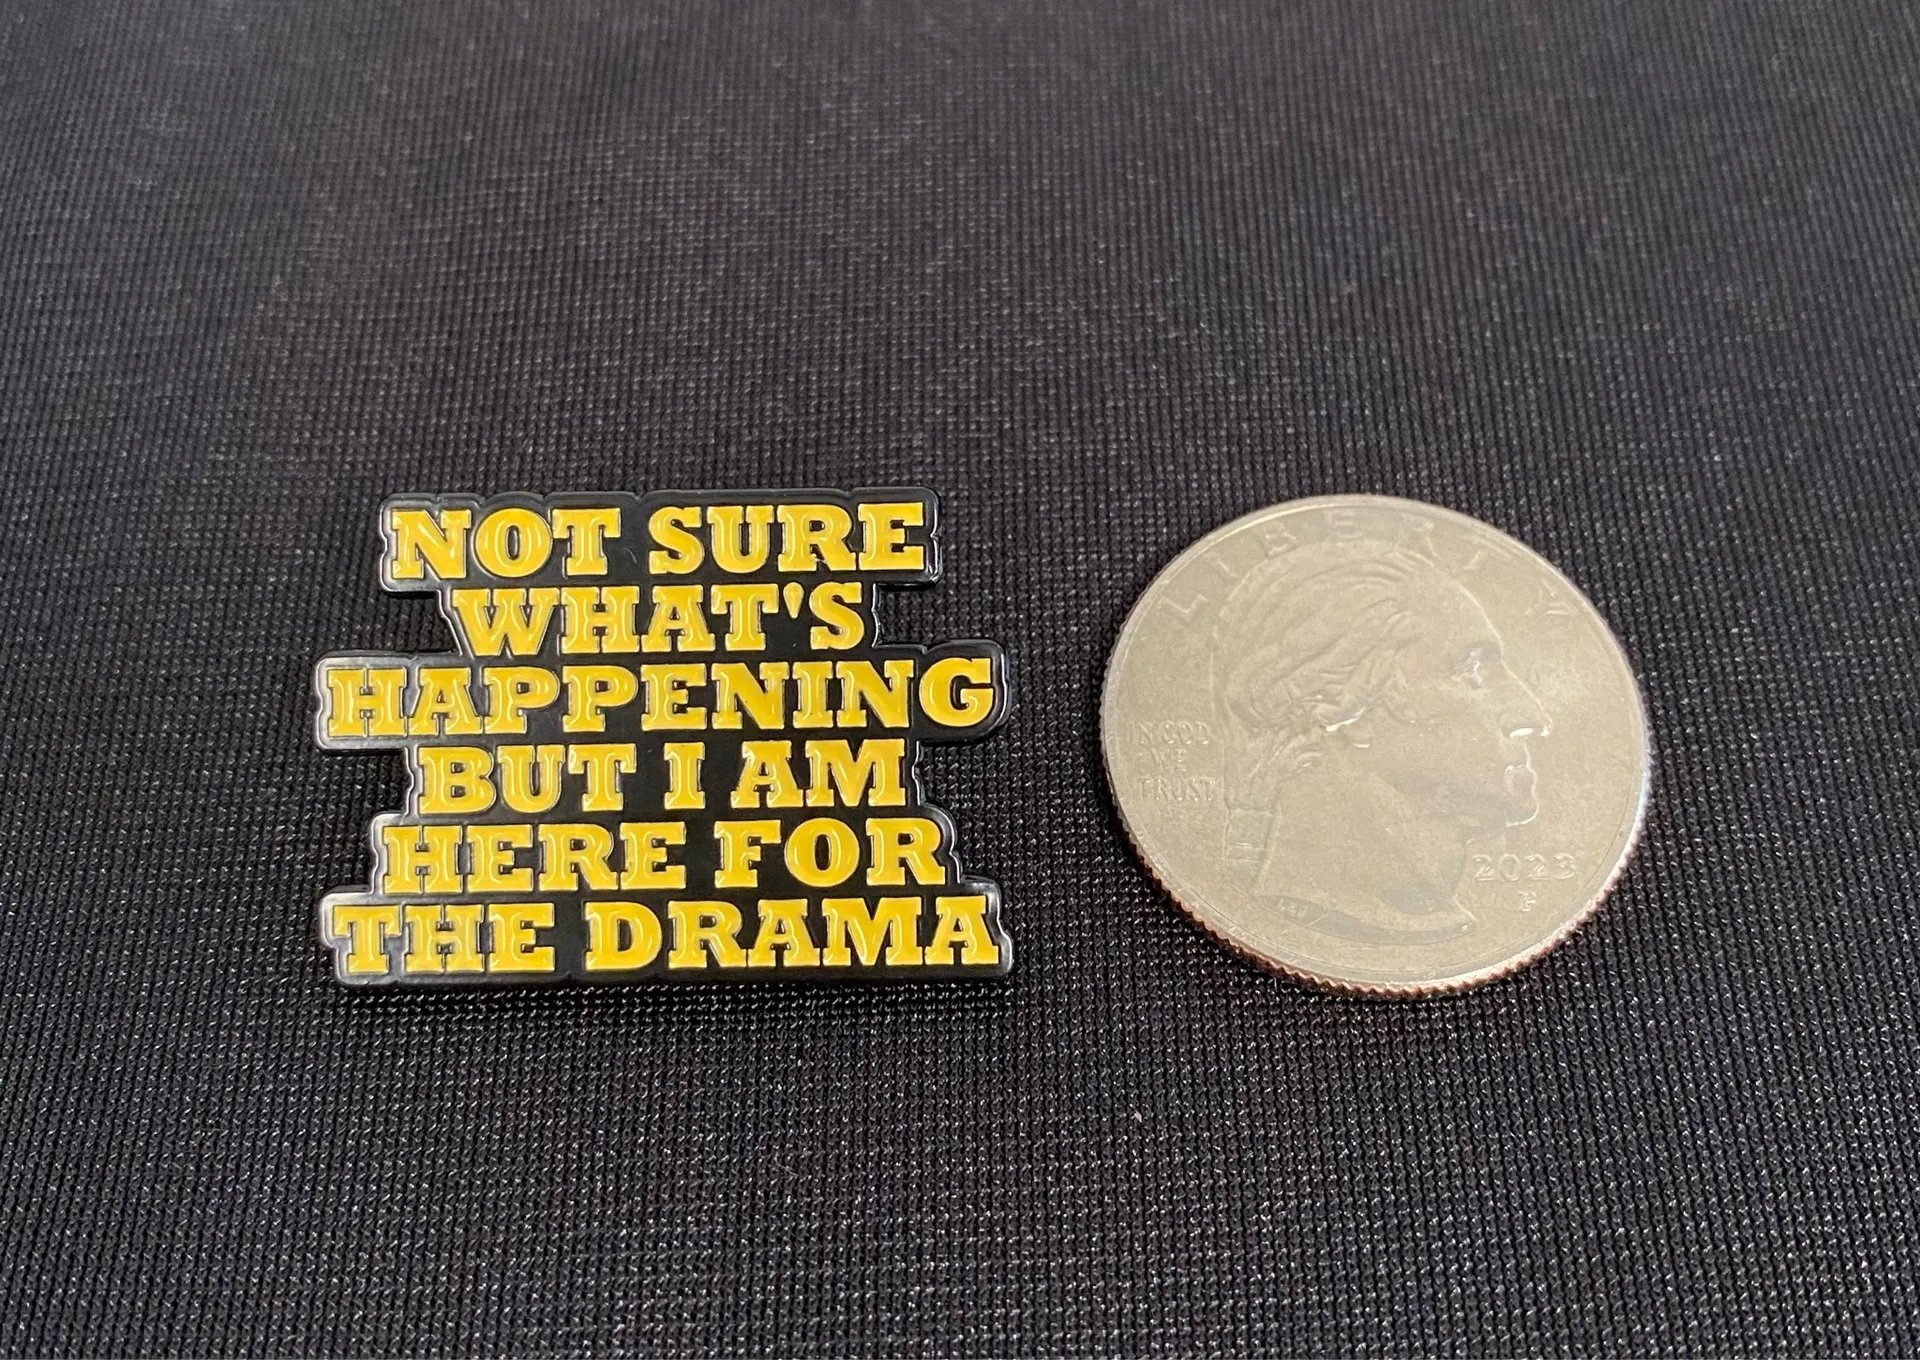 NOT SURE
WHAT'S
HAPPENING
BUT I AM
HERE FOR
THE DRAMA
LIBERTY
IN GOD
WE
TRUST
2023
P